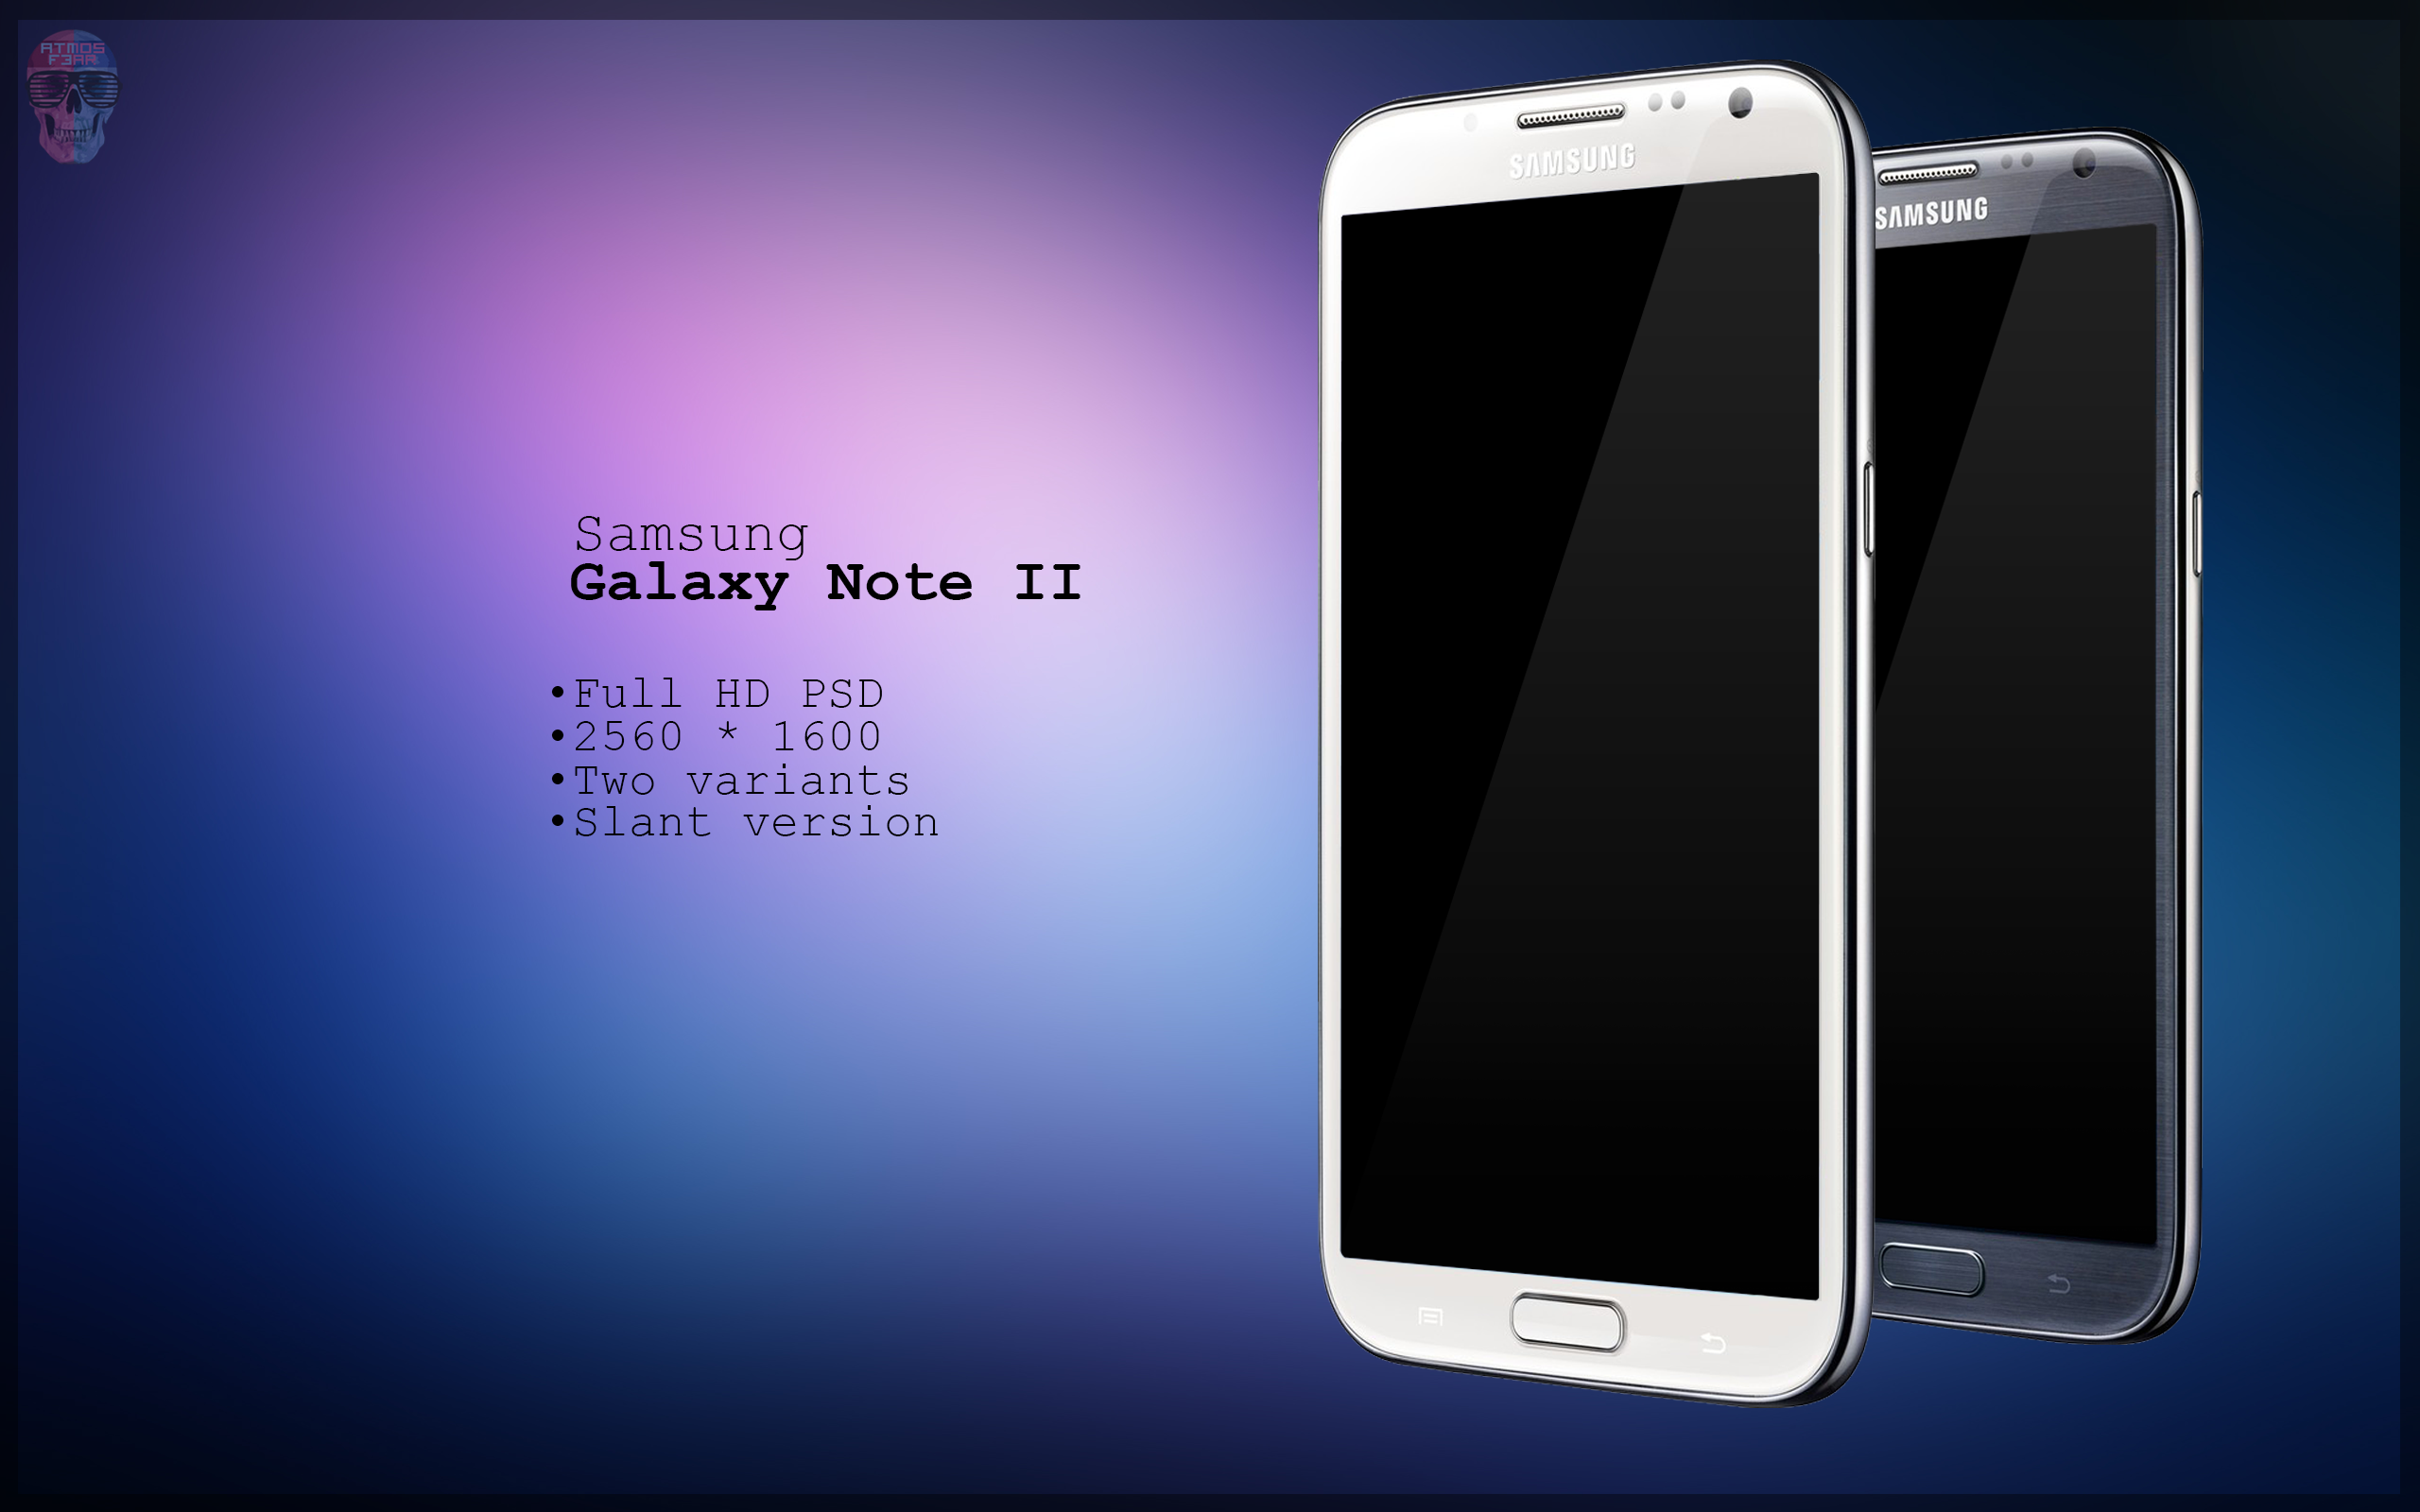 ATMOS
F3AR
SAMSUNG
SAMSUNG
Samsung
Galaxy Note II
•Full HD PSD
•2560 * 1600
•Two variants
•Slant version